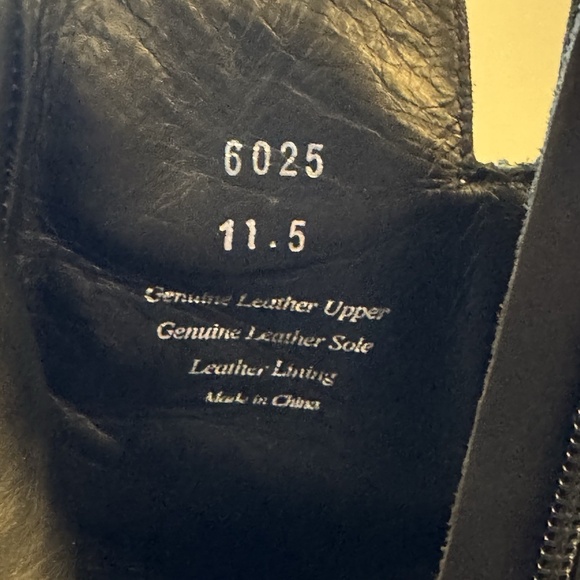 6025
11.5
Genuine Leather Upper
Genuine Leather Sole
Leather Lining
Made in China